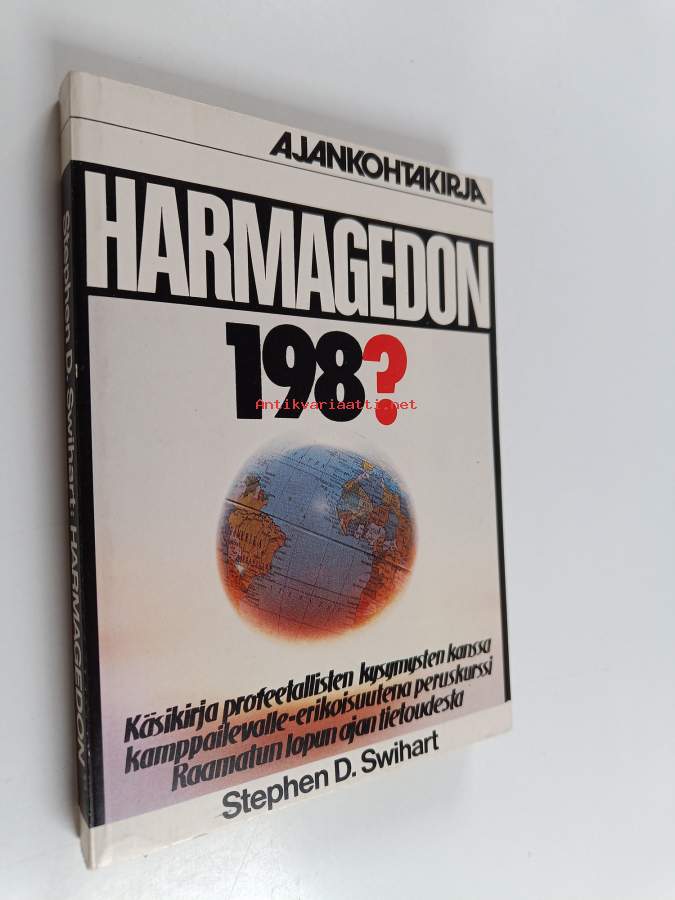 AJANKOHTAKIRJA
HARMAGEDON
198?
Antikvariaatti.net
Käsikirja profeetallisten kysymysten kanssa
kamppailevalle-erikoisuutena peruskurssi
Raamatun lopun ajan tietoudesta
Stephen D. Swihart
Stephen D. Swihart: HARMAGEDON